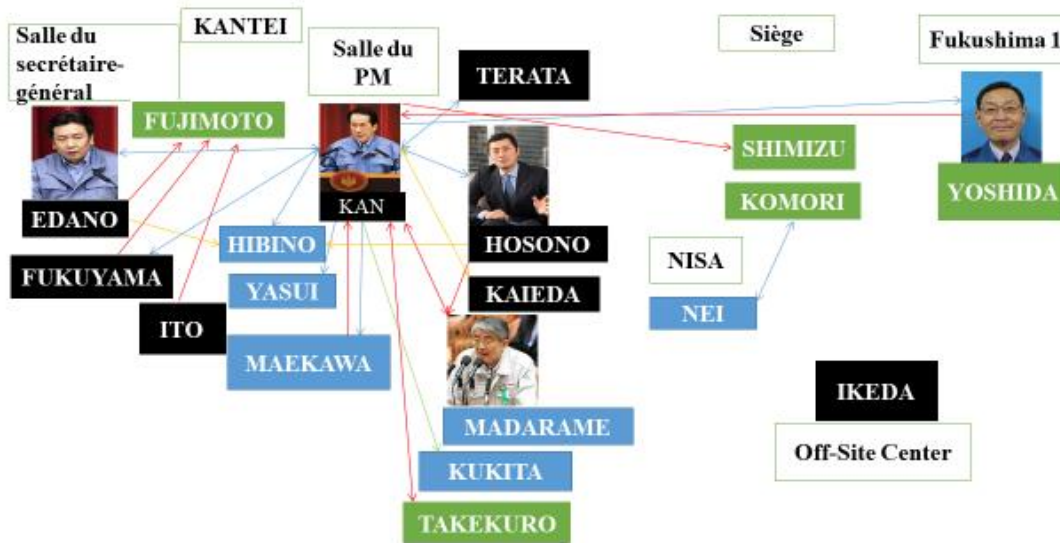 KANTEI
Salle du
secrétaire-
général
Salle du
PM
Siège
Fukushima 1
TERATA
FUJIMOTO
SHIMIZU
KOMORI
YOSHIDA
EDANO
KAN
HIBINO
HOSONO
FUKUYAMA
NISA
YASUI
KAIEDA
ITO
NEI
MAEKAWA
IKEDA
MADARAME
Off-Site Center
KUKITA
TAKEKURO